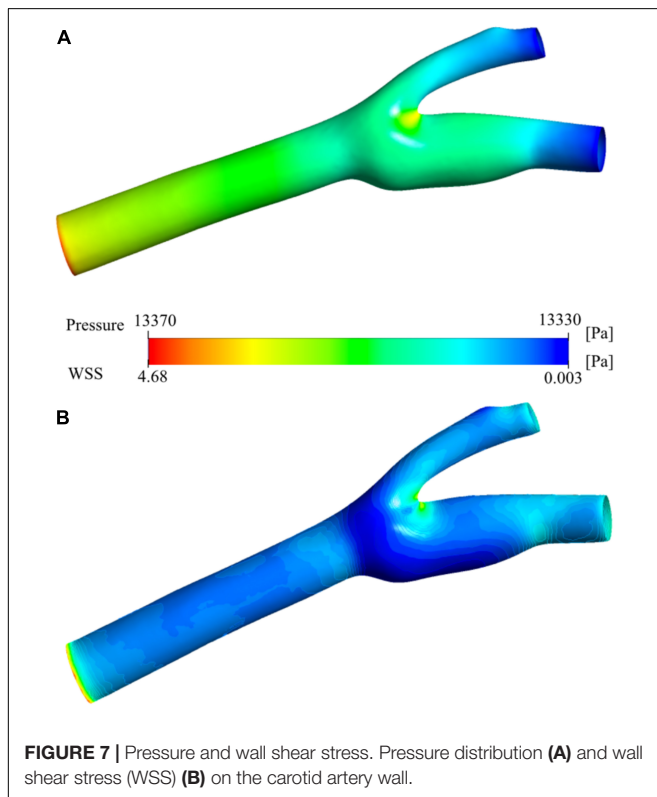 A
Pressure 13370 13330 [Pa]
WSS 4.68 0.003 [Pa]
B
FIGURE 7 | Pressure and wall shear stress. Pressure distribution (A) and wall
shear stress (WSS) (B) on the carotid artery wall.